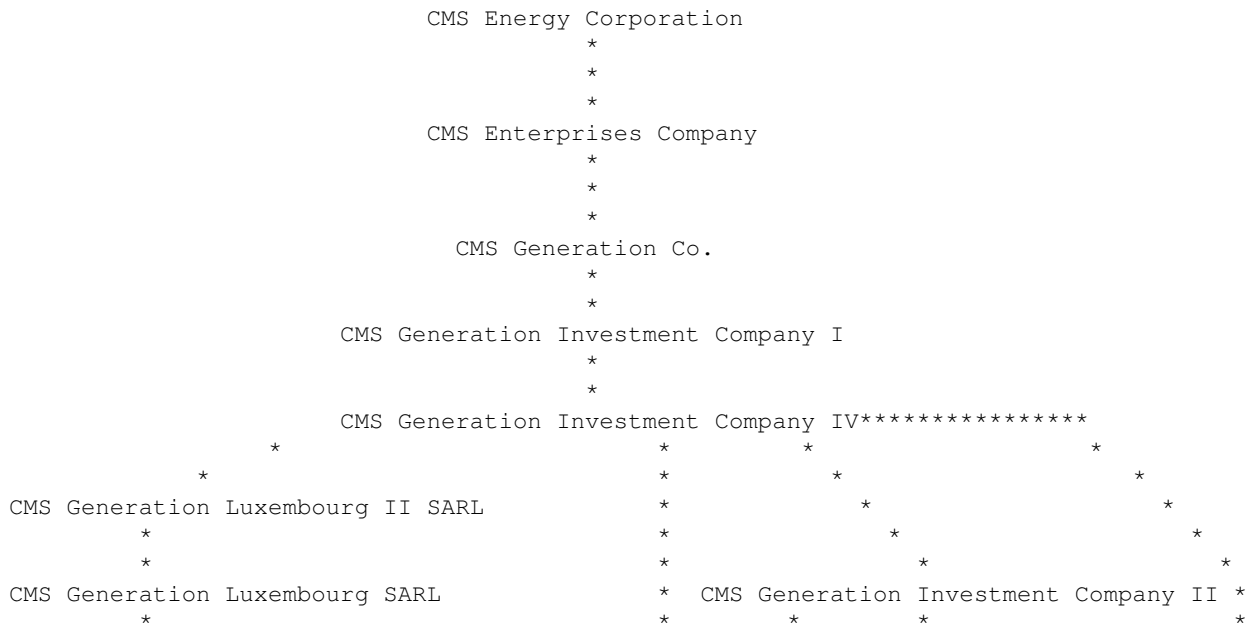 CMS Energy Corporation
*
*
*
CMS Enterprises Company
*
*
*
CMS Generation Co.
*
*
CMS Generation Investment Company I
*
*
CMS Generation Investment Company IV****************
* * * *
* * * *
CMS Generation Luxembourg II SARL * * *
* * * *
* * * *
CMS Generation Luxembourg SARL * CMS Generation Investment Company II *
* * * * *